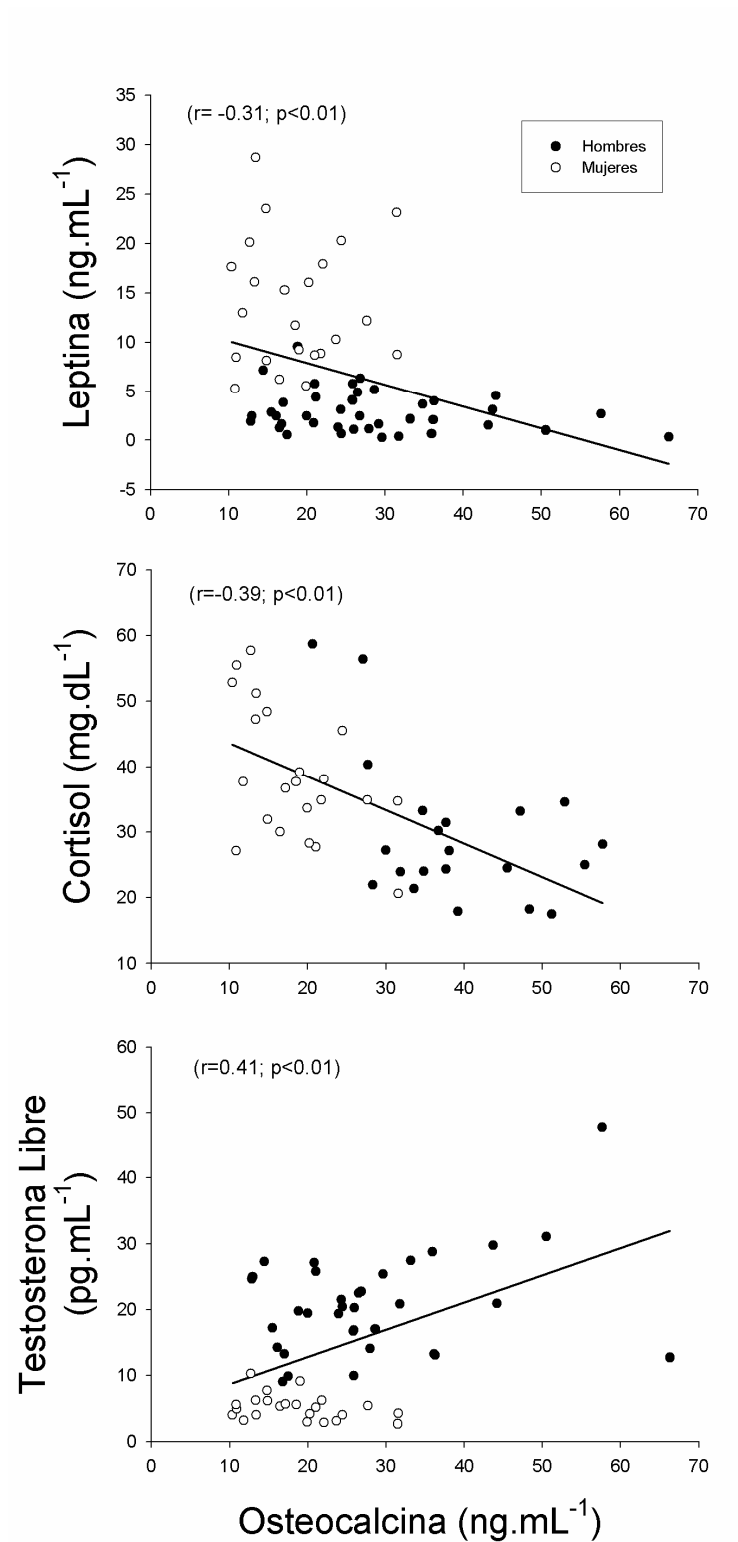 35
(r= -0.31; p<0.01)
30
25
20
15
10
5
0
-5
Leptina (ng.mL⁻¹)
Hombres
Mujeres
0 10 20 30 40 50 60 70
70
(r=-0.39; p<0.01)
60
50
40
30
20
10
Cortisol (mg.dL⁻¹)
0 10 20 30 40 50 60 70
60
(r=0.41; p<0.01)
50
40
30
20
10
0
Testosterona Libre
(pg.mL⁻¹)
0 10 20 30 40 50 60 70
Osteocalcina (ng.mL⁻¹)